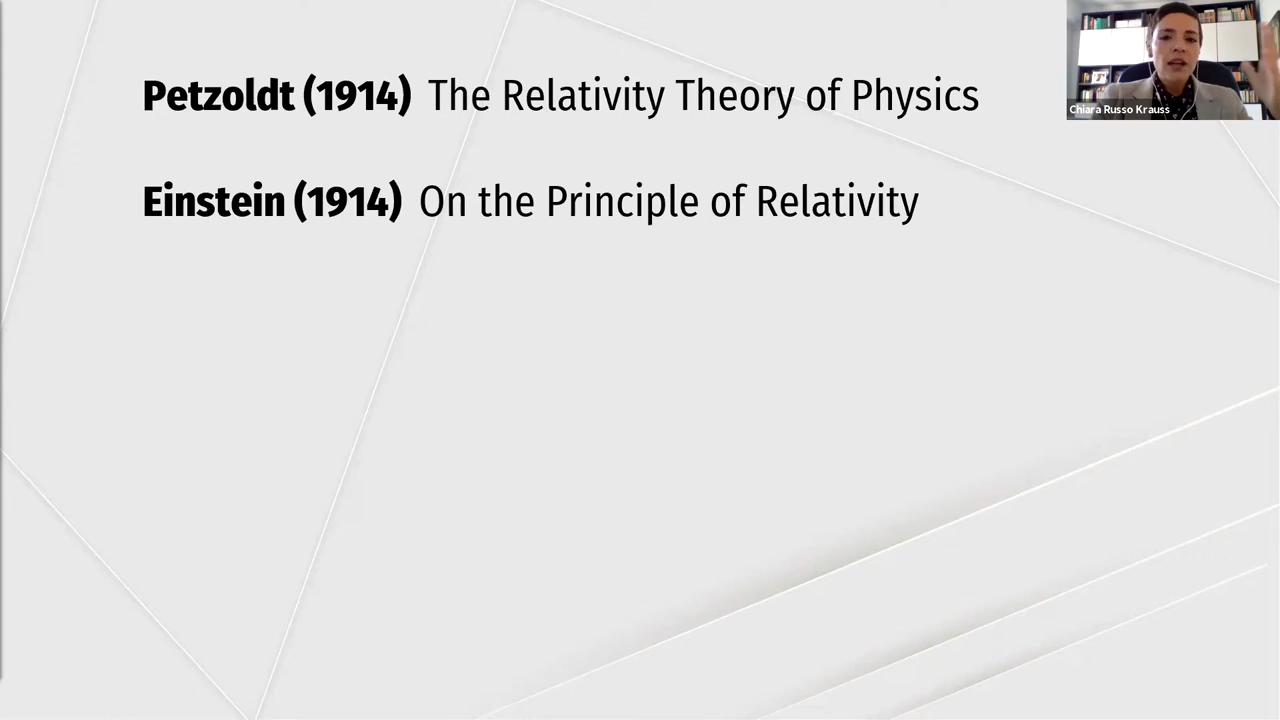 Petzoldt (1914) The Relativity Theory of Physics
Chiara Russo Krauss
Einstein (1914) On the Principle of Relativity